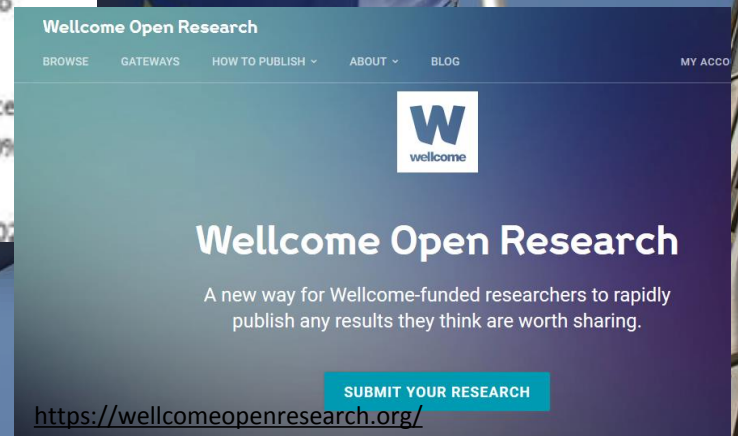 Wellcome Open Research
BROWSE GATEWAYS HOW TO PUBLISH ABOUT BLOG MY ACCO
W
wellcome
Wellcome Open Research
A new way for Wellcome-funded researchers to rapidly
publish any results they think are worth sharing.
SUBMIT YOUR RESEARCH
https://wellcomeopenresearch.org/